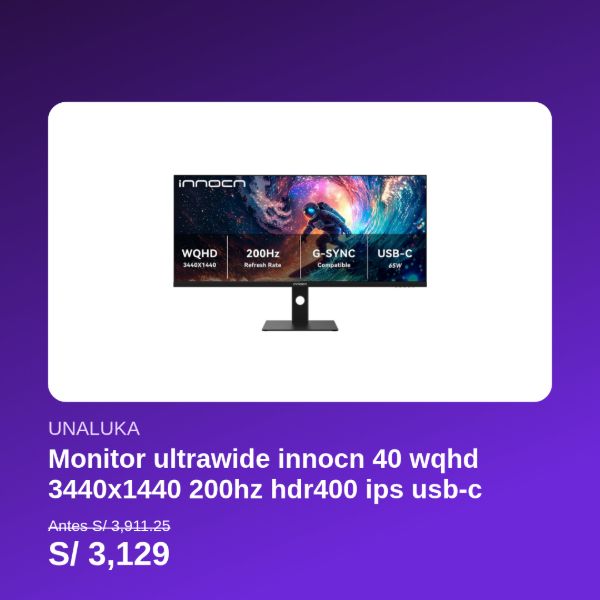 innocn
WQHD
3440X1440
200Hz
Refresh Rate
G-SYNC
Compatible
USB-C
65W
innocn
UNALUKA
Monitor ultrawide innocn 40 wqhd
3440x1440 200hz hdr400 ips usb-c
Antes S/ 3,911.25
S/ 3,129